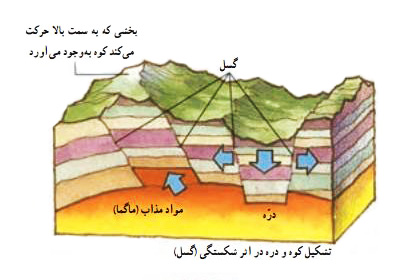 بخشی که به سمت بالا حرکت
می‌کند کوه به‌وجود می‌آورد
گسل
مواد مذاب (ماگما)
درّه
تشکیل کوه و دره در اثر شکستگی (گسل)